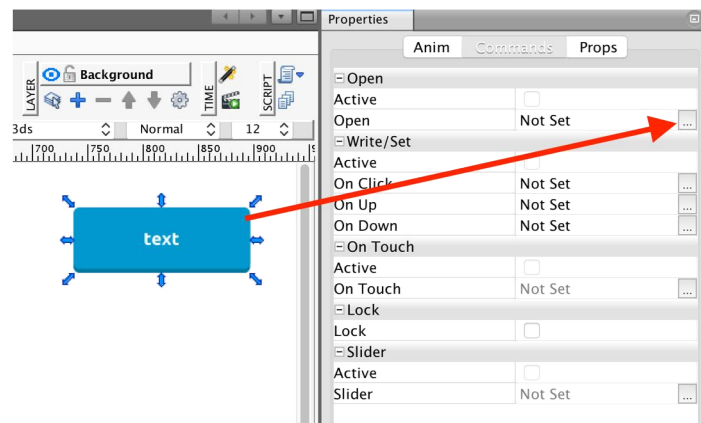 Properties
Anim Commands Props
Background
LAYER
TIME
SCRIPT
3ds Normal 12
700 750 800 850 900 9
text
Open
Active
Open Not Set ...
Write/Set
Active
On Click Not Set ...
On Up Not Set ...
On Down Not Set ...
On Touch
Active
On Touch Not Set ...
Lock
Lock
Slider
Active
Slider Not Set ...